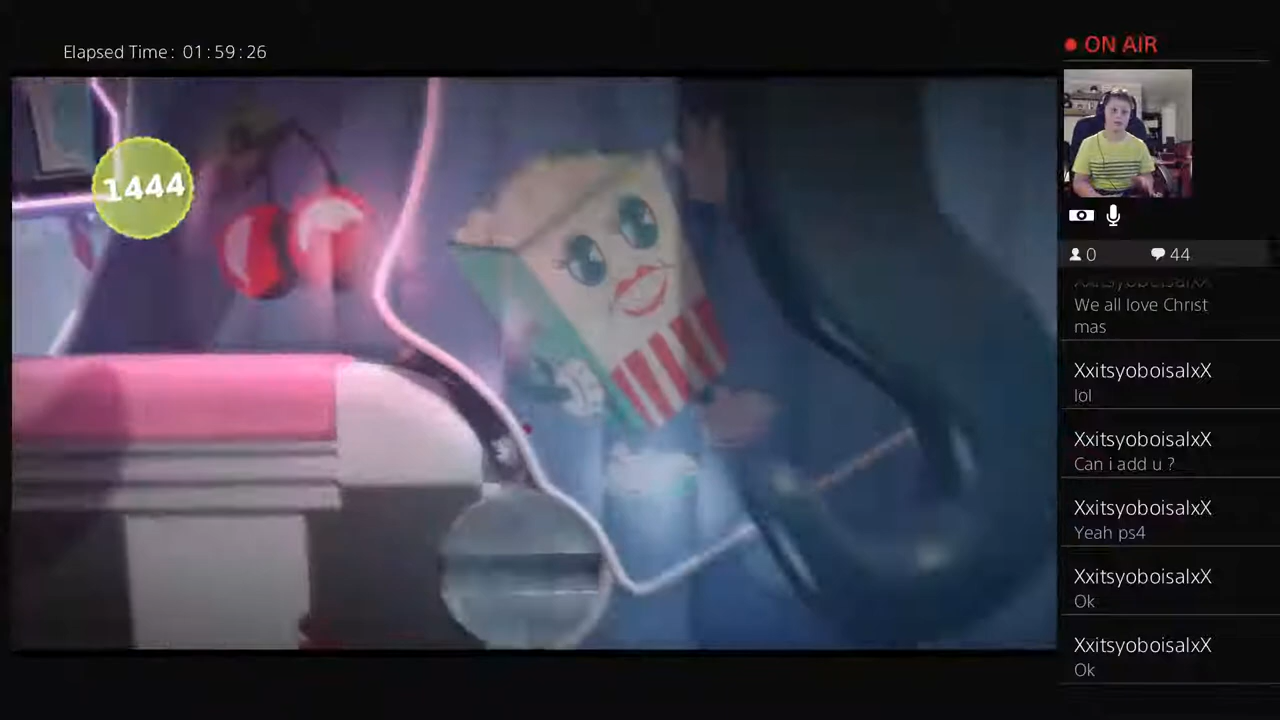 Elapsed Time: 01:59:26
ON AIR
1444
0 44
We all love Christ
mas
XxitsyoboisalxX
lol
XxitsyoboisalxX
Can i add u ?
XxitsyoboisalxX
Yeah ps4
XxitsyoboisalxX
Ok
XxitsyoboisalxX
Ok